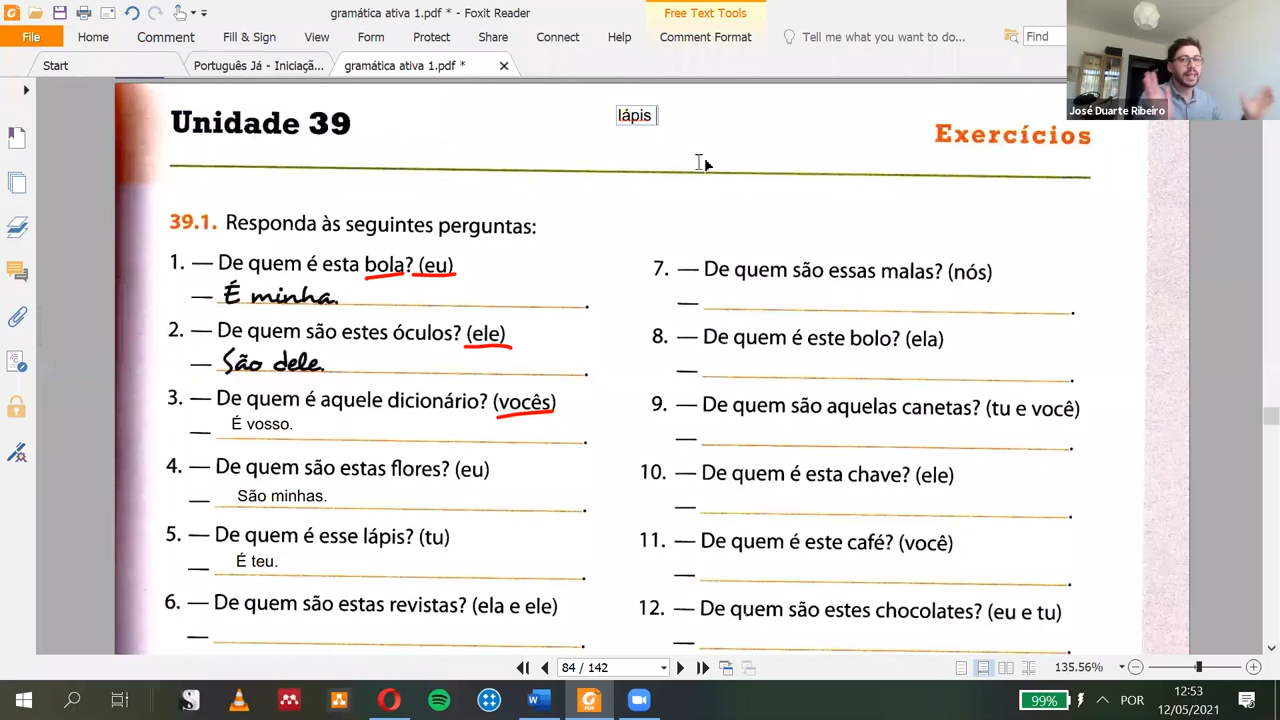 gramática ativa 1.pdf * - Foxit Reader
Free Text Tools
File
Home
Comment
Fill & Sign
View
Form
Protect
Share
Connect
Help
Comment Format
Tell me what you want to do...
Find
Start
Português Já - Iniciaçã...
gramática ativa 1.pdf *
José Duarte Ribeiro
Unidade 39
lápis
Exercícios
39.1. Responda às seguintes perguntas:
1. — De quem é esta bola? (eu)
— É minha.
2. — De quem são estes óculos? (ele)
— São dele.
3. — De quem é aquele dicionário? (vocês)
— É vosso.
4. — De quem são estas flores? (eu)
— São minhas.
5. — De quem é esse lápis? (tu)
— É teu.
6. — De quem são estas revistas? (ela e ele)
—
7. — De quem são essas malas? (nós)
— .
8. — De quem é este bolo? (ela)
— .
9. — De quem são aquelas canetas? (tu e você)
— .
10. — De quem é esta chave? (ele)
— .
11. — De quem é este café? (você)
— .
12. — De quem são estes chocolates? (eu e tu)
— .
84 / 142
135.56%
99%
POR
12:53
12/05/2021